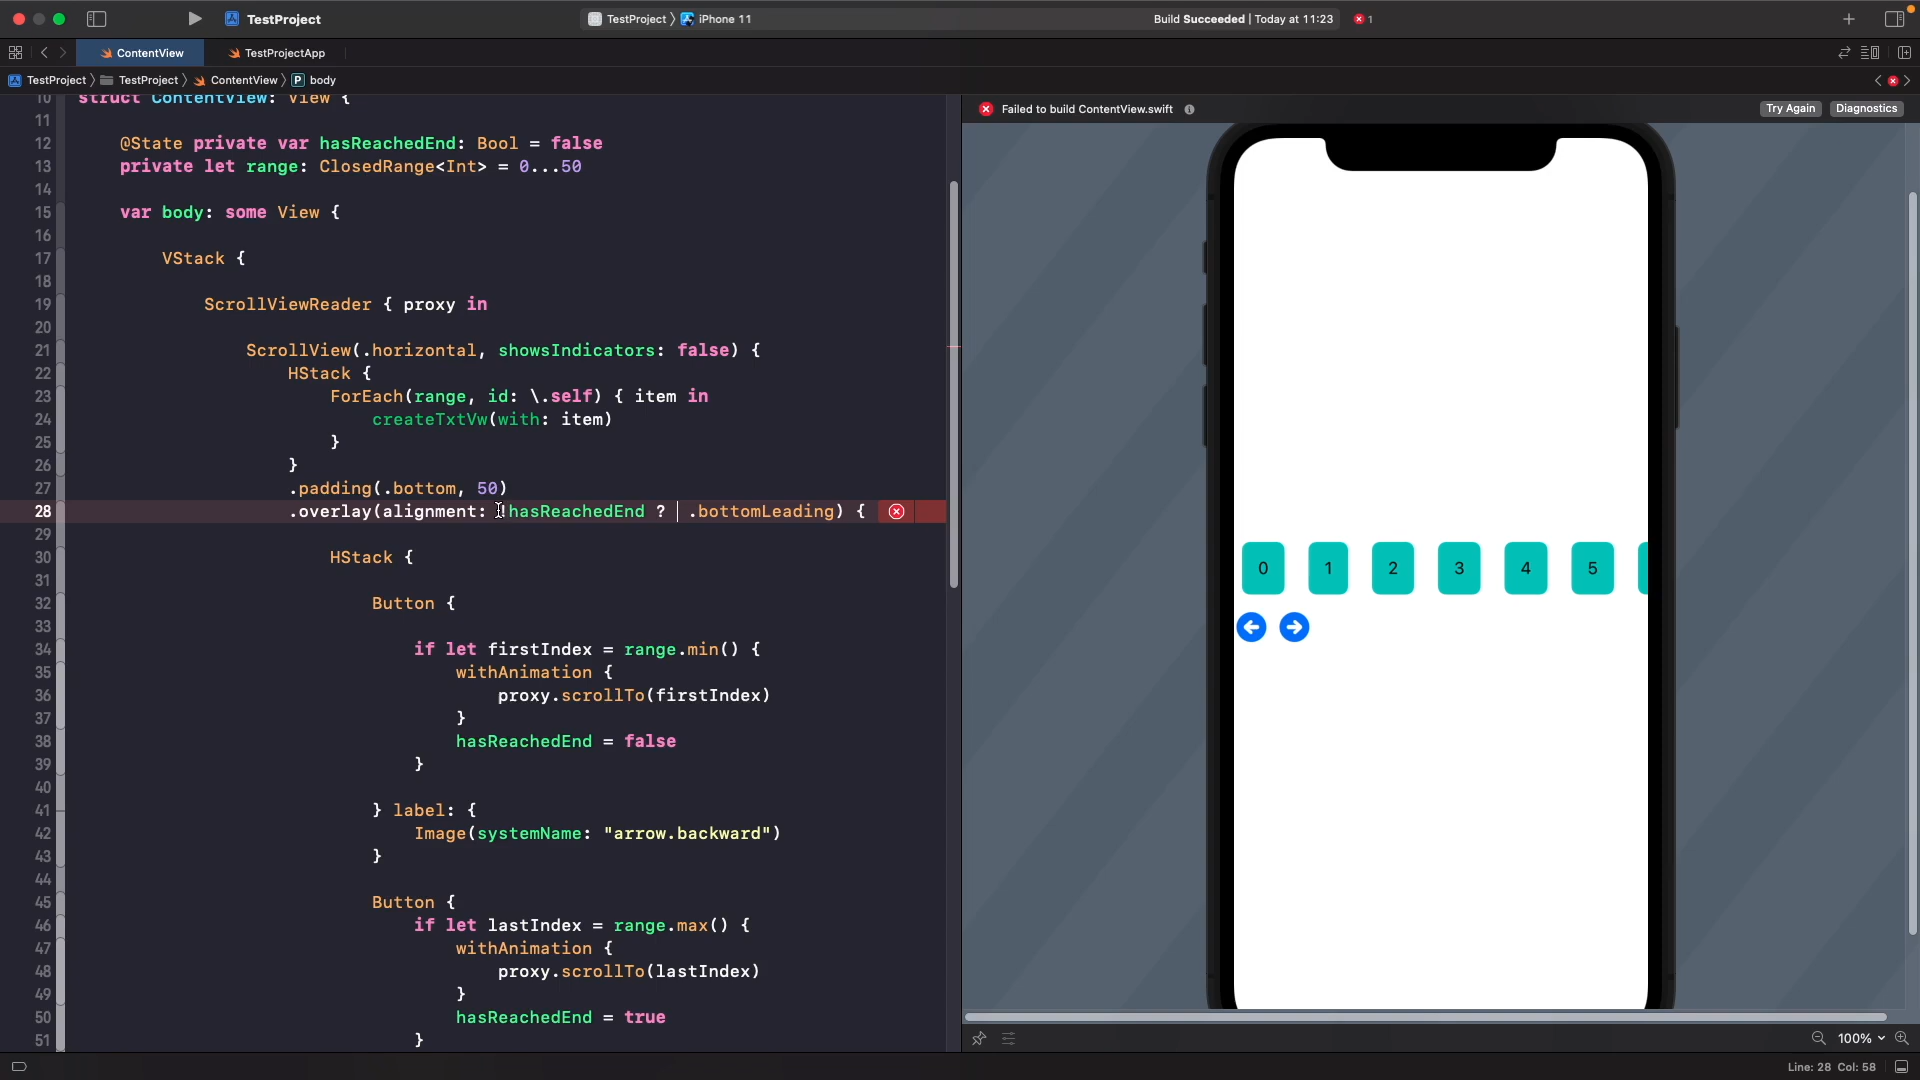 TestProject
TestProject 〉 iPhone 11
Build Succeeded | Today at 11:23
1
ContentView
TestProjectApp
TestProject 〉 TestProject 〉 ContentView 〉 P body
10 struct ContentView: View {
11
12 @State private var hasReachedEnd: Bool = false
13 private let range: ClosedRange<Int> = 0...50
14
15 var body: some View {
16
17 VStack {
18
19 ScrollViewReader { proxy in
20
21 ScrollView(.horizontal, showsIndicators: false) {
22 HStack {
23 ForEach(range, id: \.self) { item in
24 createTxtVw(with: item)
25 }
26 }
27 .padding(.bottom, 50)
28 .overlay(alignment: !hasReachedEnd ? .bottomLeading) {
29
30 HStack {
31
32 Button {
33
34 if let firstIndex = range.min() {
35 withAnimation {
36 proxy.scrollTo(firstIndex)
37 }
38 hasReachedEnd = false
39 }
40
41 } label: {
42 Image(systemName: "arrow.backward")
43 }
44
45 Button {
46 if let lastIndex = range.max() {
47 withAnimation {
48 proxy.scrollTo(lastIndex)
49 }
50 hasReachedEnd = true
51 }
Failed to build ContentView.swift
Try Again
Diagnostics
0 1 2 3 4 5
100%
Line: 28 Col: 58